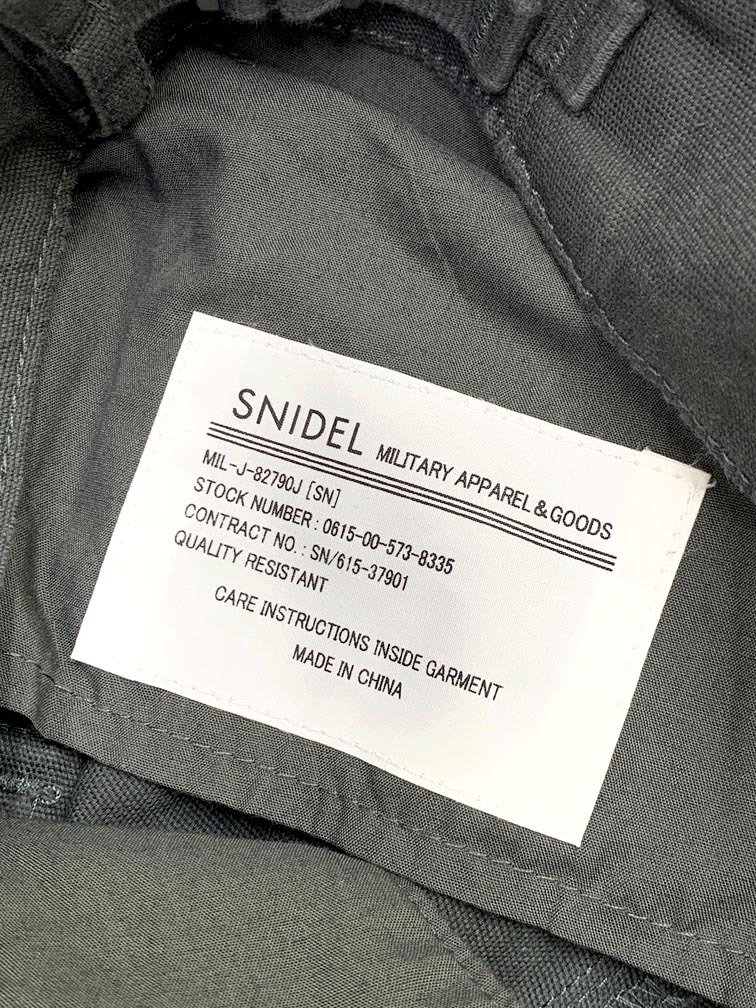 SNIDEL MILITARY APPAREL & GOODS
MIL-J-82790J [SN]
STOCK NUMBER : 0615-00-573-8335
CONTRACT NO. : SN/615-37901
QUALITY RESISTANT
CARE INSTRUCTIONS INSIDE GARMENT
MADE IN CHINA